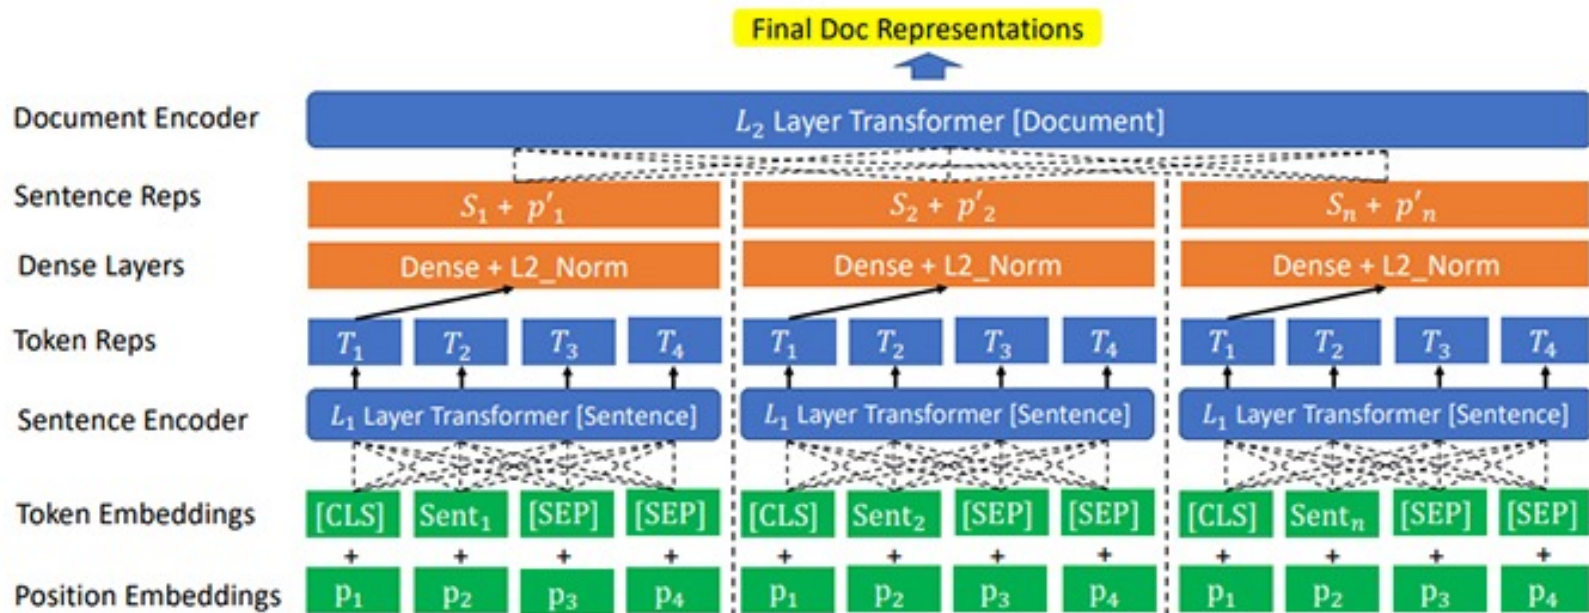 Final Doc Representations
Document Encoder L₂ Layer Transformer [Document]
Sentence Reps S₁ + p′₁ S₂ + p′₂ Sₙ + p′ₙ
Dense Layers Dense + L2_Norm Dense + L2_Norm Dense + L2_Norm
Token Reps T₁ T₂ T₃ T₄ T₁ T₂ T₃ T₄ T₁ T₂ T₃ T₄
Sentence Encoder L₁ Layer Transformer [Sentence] L₁ Layer Transformer [Sentence] L₁ Layer Transformer [Sentence]
Token Embeddings [CLS] Sent₁ [SEP] [SEP] [CLS] Sent₂ [SEP] [SEP] [CLS] Sentₙ [SEP] [SEP]
+ + + + + + + + + + + +
Position Embeddings p₁ p₂ p₃ p₄ p₁ p₂ p₃ p₄ p₁ p₂ p₃ p₄